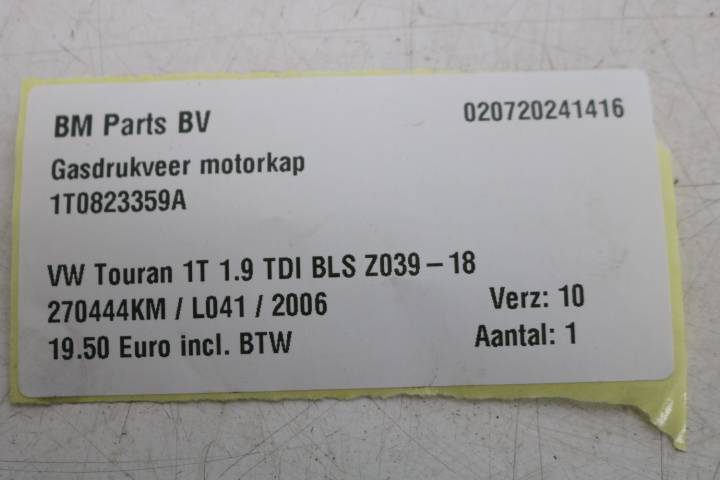 BM Parts BV 020720241416
Gasdrukveer motorkap
1T0823359A
VW Touran 1T 1.9 TDI BLS Z039 – 18
270444KM / L041 / 2006 Verz: 10
19.50 Euro incl. BTW Aantal: 1